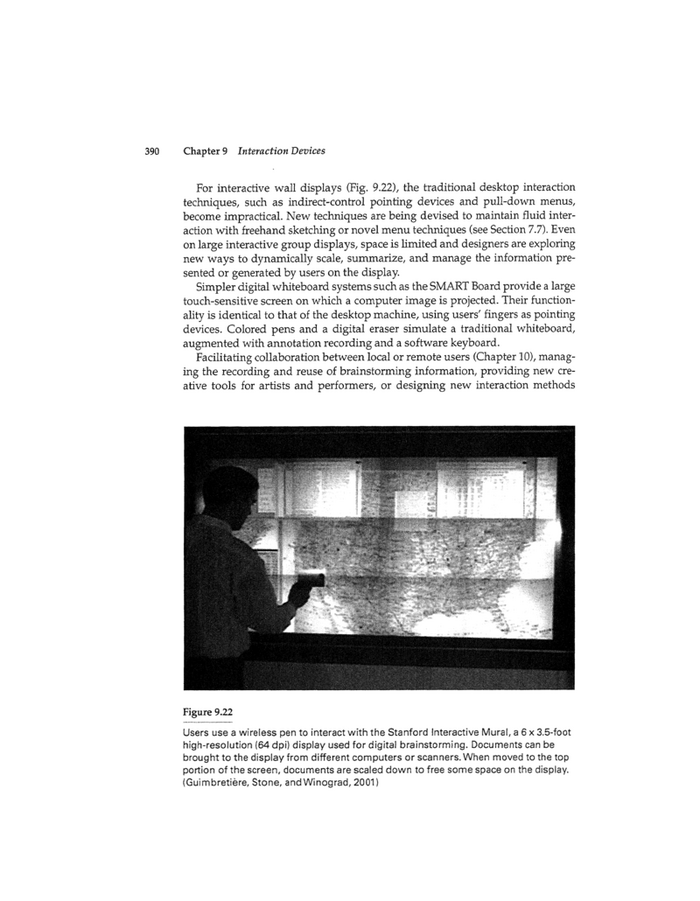 390 Chapter 9 Interaction Devices
For interactive wall displays (Fig. 9.22), the traditional desktop interaction
techniques, such as indirect-control pointing devices and pull-down menus,
become impractical. New techniques are being devised to maintain fluid inter-
action with freehand sketching or novel menu techniques (see Section 7.7). Even
on large interactive group displays, space is limited and designers are exploring
new ways to dynamically scale, summarize, and manage the information pre-
sented or generated by users on the display.
Simpler digital whiteboard systems such as the SMART Board provide a large
touch-sensitive screen on which a computer image is projected. Their function-
ality is identical to that of the desktop machine, using users' fingers as pointing
devices. Colored pens and a digital eraser simulate a traditional whiteboard,
augmented with annotation recording and a software keyboard.
Facilitating collaboration between local or remote users (Chapter 10), manag-
ing the recording and reuse of brainstorming information, providing new cre-
ative tools for artists and performers, or designing new interaction methods
Figure 9.22
Users use a wireless pen to interact with the Stanford Interactive Mural, a 6 x 3.5-foot
high-resolution (64 dpi) display used for digital brainstorming. Documents can be
brought to the display from different computers or scanners. When moved to the top
portion of the screen, documents are scaled down to free some space on the display.
(Guimbretière, Stone, and Winograd, 2001)